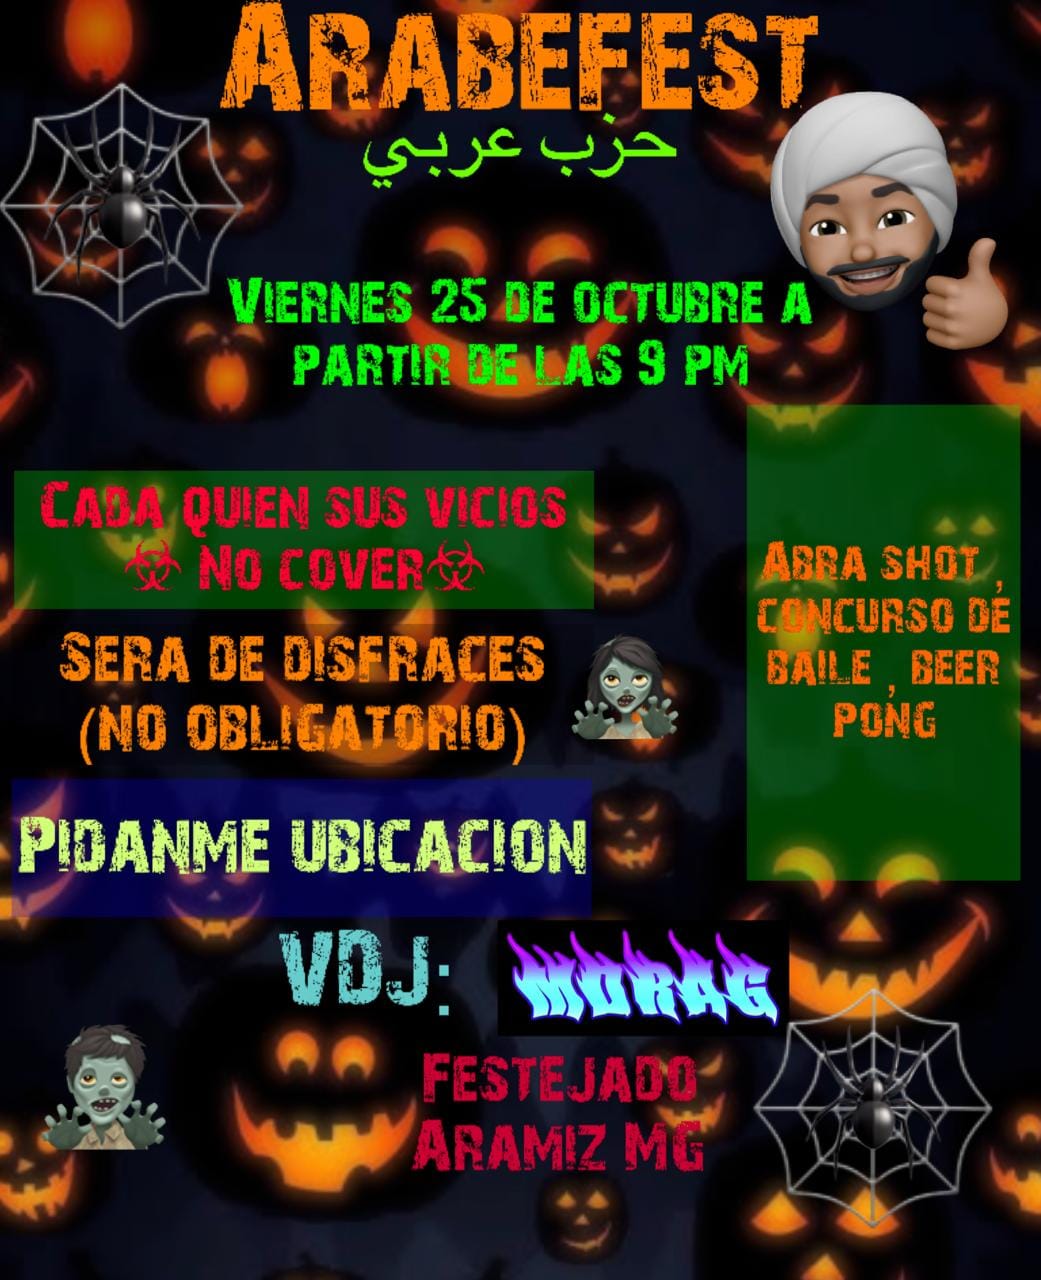 ARABEFEST
حزب عربي
VIERNES 25 DE OCTUBRE A
PARTIR DE LAS 9 PM
CADA QUIEN SUS VICIOS
☣ NO COVER☣
SERA DE DISFRACES
(NO OBLIGATORIO)
PIDANME UBICACION
ABRA SHOT ,
CONCURSO DE
BAILE , BEER
PONG
VDJ:
MORAG
FESTEJADO
ARAMIZ MG